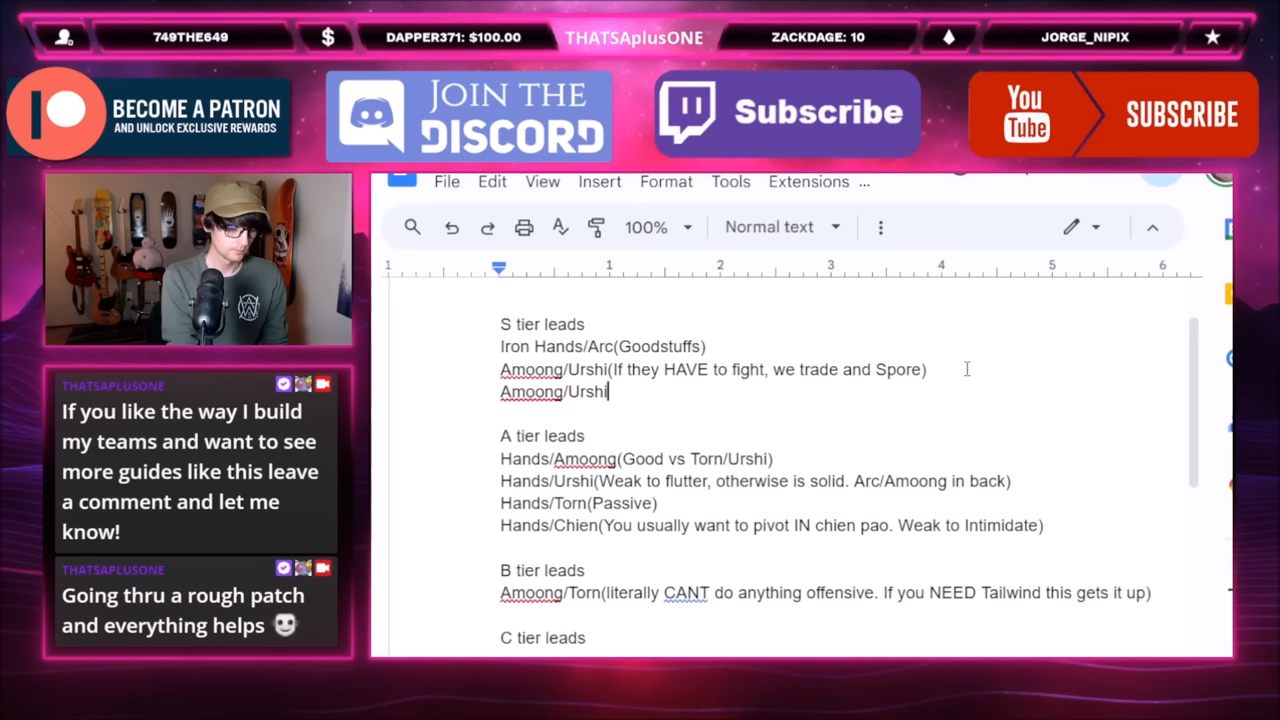 749THE649
DAPPER371: $100.00
THATSAplusONE
ZACKDAGE: 10
JORGE_NIPIX
BECOME A PATRON
AND UNLOCK EXCLUSIVE REWARDS
JOIN THE
DISCORD
Subscribe
You
Tube
SUBSCRIBE
File Edit View Insert Format Tools Extensions ...
100% Normal text
1 1 2 3 4 5 6
S tier leads
Iron Hands/Arc(Goodstuffs)
Amoong/Urshi(If they HAVE to fight, we trade and Spore)
Amoong/Urshi
A tier leads
Hands/Amoong(Good vs Torn/Urshi)
Hands/Urshi(Weak to flutter, otherwise is solid. Arc/Amoong in back)
Hands/Torn(Passive)
Hands/Chien(You usually want to pivot IN chien pao. Weak to Intimidate)
B tier leads
Amoong/Torn(literally CANT do anything offensive. If you NEED Tailwind this gets it up)
C tier leads
THATSAPLUSONE
If you like the way I build
my teams and want to see
more guides like this leave
a comment and let me
know!
THATSAPLUSONE
Going thru a rough patch
and everything helps